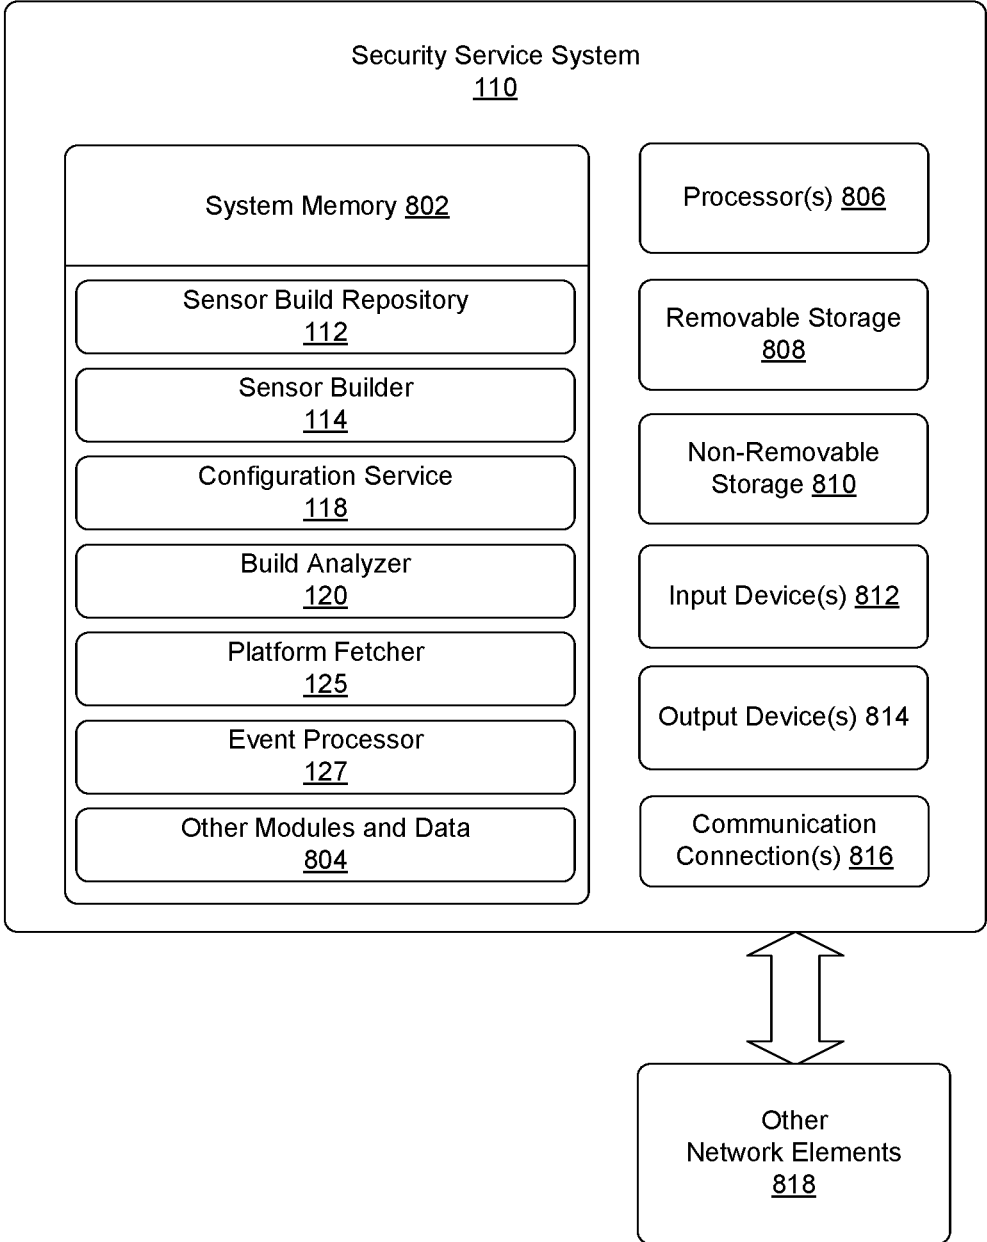 Security Service System
110
System Memory 802
Sensor Build Repository
112
Sensor Builder
114
Configuration Service
118
Build Analyzer
120
Platform Fetcher
125
Event Processor
127
Other Modules and Data
804
Processor(s) 806
Removable Storage
808
Non-Removable
Storage 810
Input Device(s) 812
Output Device(s) 814
Communication
Connection(s) 816
Other
Network Elements
818